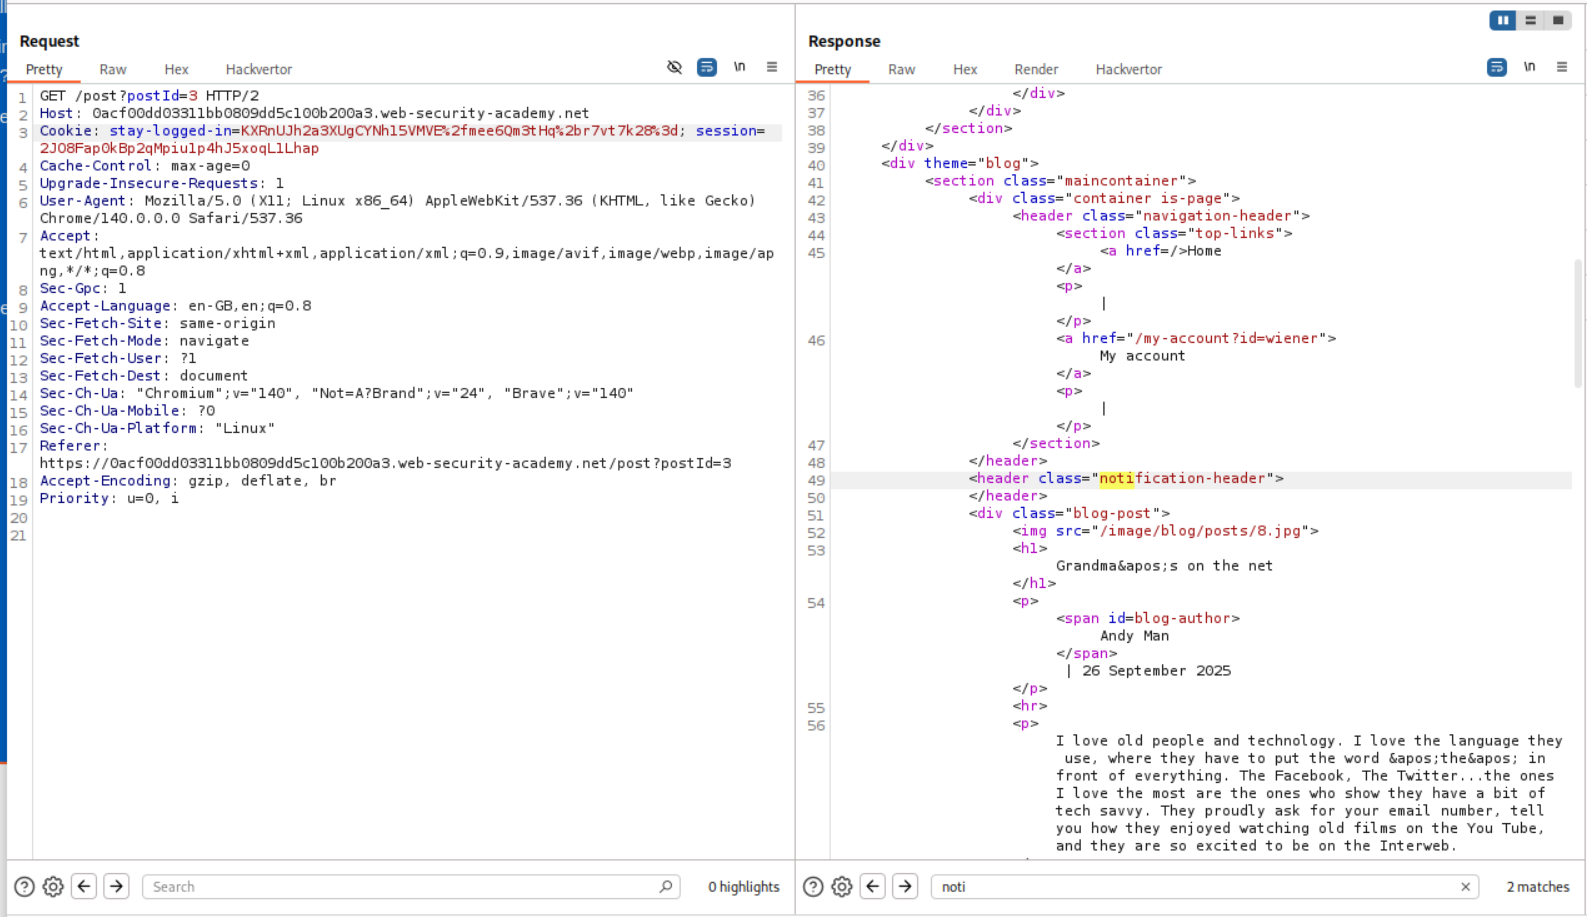 Request
Pretty Raw Hex Hackvertor \n
1 GET /post?postId=3 HTTP/2
2 Host: 0acf00dd03311bb0809dd5c100b200a3.web-security-academy.net
3 Cookie: stay-logged-in=KXRnUJh2a3XUgCYNhl5VMVE%2fmee6Qm3tHq%2br7vt7k28%3d; session=
2J08Fap0kBp2qMpiulp4hJ5xoqLlLhap
4 Cache-Control: max-age=0
5 Upgrade-Insecure-Requests: 1
6 User-Agent: Mozilla/5.0 (X11; Linux x86_64) AppleWebKit/537.36 (KHTML, like Gecko)
Chrome/140.0.0.0 Safari/537.36
7 Accept:
text/html,application/xhtml+xml,application/xml;q=0.9,image/avif,image/webp,image/ap
ng,*/*;q=0.8
8 Sec-Gpc: 1
9 Accept-Language: en-GB,en;q=0.8
10 Sec-Fetch-Site: same-origin
11 Sec-Fetch-Mode: navigate
12 Sec-Fetch-User: ?1
13 Sec-Fetch-Dest: document
14 Sec-Ch-Ua: "Chromium";v="140", "Not=A?Brand";v="24", "Brave";v="140"
15 Sec-Ch-Ua-Mobile: ?0
16 Sec-Ch-Ua-Platform: "Linux"
17 Referer:
https://0acf00dd03311bb0809dd5c100b200a3.web-security-academy.net/post?postId=3
18 Accept-Encoding: gzip, deflate, br
19 Priority: u=0, i
20
21
Search
0 highlights
Response
Pretty Raw Hex Render Hackvertor \n
36 </div>
37 </div>
38 </section>
39 </div>
40 <div theme="blog">
41 <section class="maincontainer">
42 <div class="container is-page">
43 <header class="navigation-header">
44 <section class="top-links">
45 <a href=/>Home
</a>
<p>
|
</p>
46 <a href="/my-account?id=wiener">
My account
</a>
<p>
|
</p>
47 </section>
48 </header>
49 <header class="notification-header">
50 </header>
51 <div class="blog-post">
52 <img src="/image/blog/posts/8.jpg">
53 <h1>
Grandma&apos;s on the net
</h1>
54 <p>
<span id=blog-author>
Andy Man
</span>
| 26 September 2025
</p>
55 <hr>
56 <p>
I love old people and technology. I love the language they
use, where they have to put the word &apos;the&apos; in
front of everything. The Facebook, The Twitter...the ones
I love the most are the ones who show they have a bit of
tech savvy. They proudly ask for your email number, tell
you how they enjoyed watching old films on the You Tube,
and they are so excited to be on the Interweb.
noti
2 matches